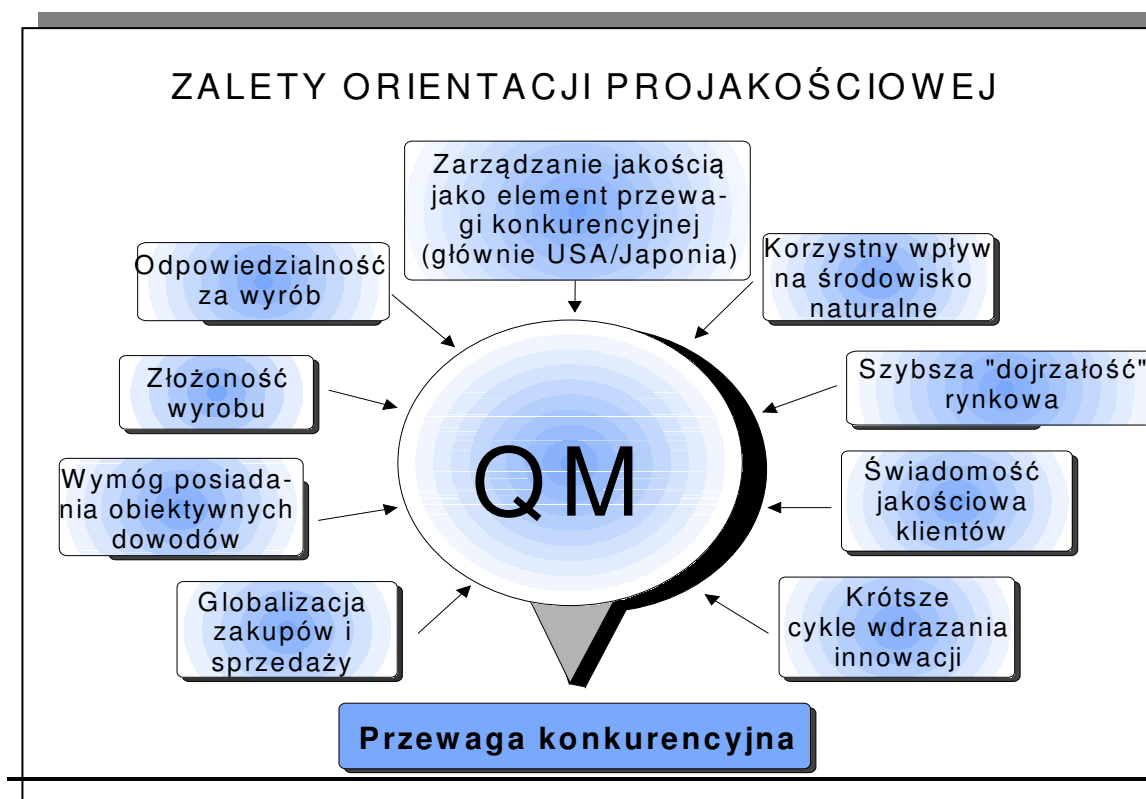 ZALETY ORIENTACJI PROJAKOŚCIOWEJ
Zarządzanie jakością
jako element przewa-
gi konkurencyjnej
(głównie USA/Japonia)
Odpowiedzialność
za wyrób
Korzystny wpływ
na środowisko
naturalne
Złożoność
wyrobu
Szybsza "dojrzałość"
rynkowa
QM
Wymóg posiada-
nia obiektywnych
dowodów
Świadomość
jakościowa
klientów
Globalizacja
zakupów i
sprzedaży
Krótsze
cykle wdrazania
innowacji
Przewaga konkurencyjna